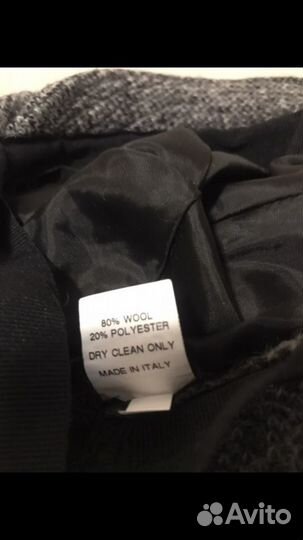 80% WOOL
20% POLYESTER
DRY CLEAN ONLY
MADE IN ITALY
Avito